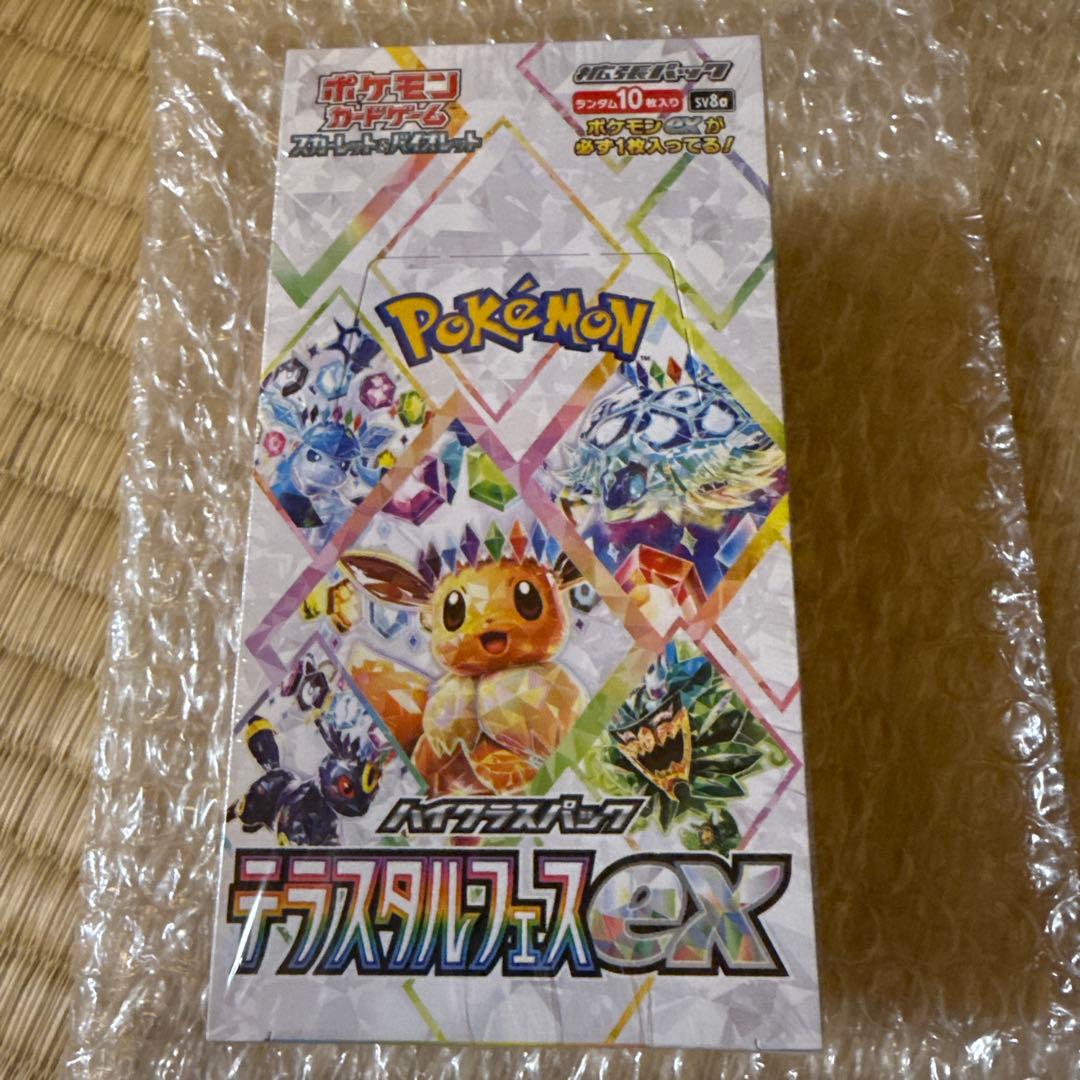 ポケモン
カードゲーム
スカーレット&バイオレット
拡張パック
ランダム10枚入り SV8a
ポケモンexが
必ず1枚入ってる!
POKéMON
TM
ハイクラスパック
テラスタルフェスex